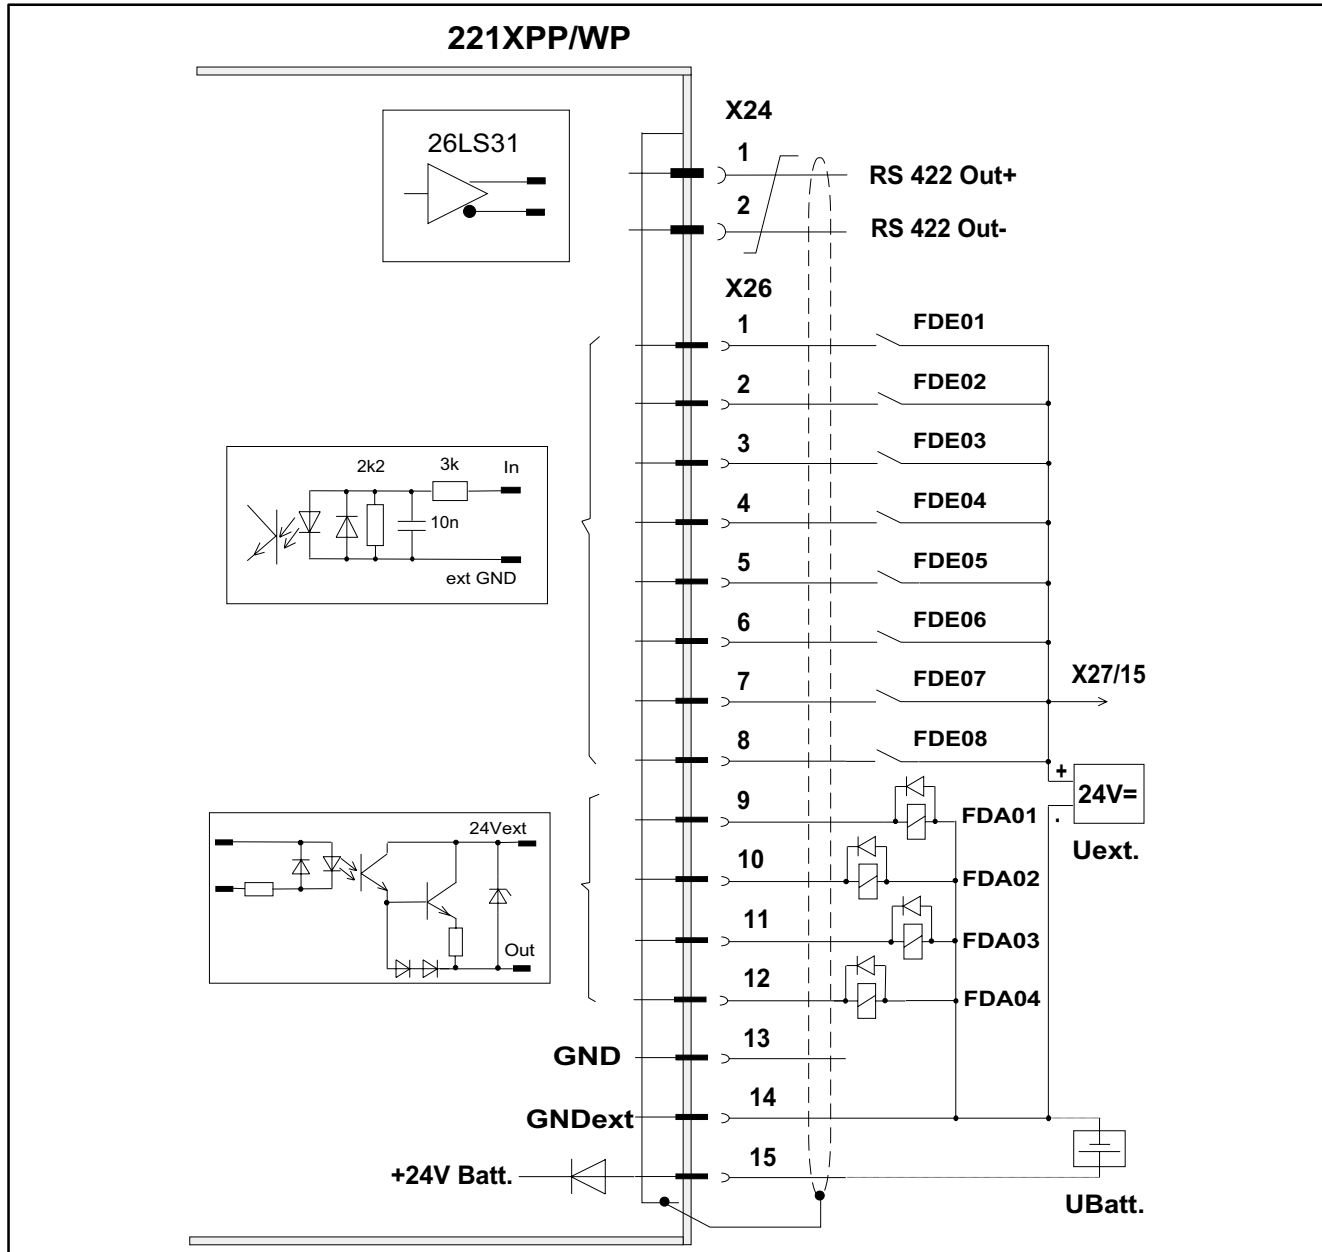 221XPP/WP
X24
26LS31
1
RS 422 Out+
2
RS 422 Out-
X26
1
FDE01
2
FDE02
3
FDE03
2k2
3k
In
10n
ext GND
4
FDE04
5
FDE05
6
FDE06
7
FDE07
X27/15
8
FDE08
+
24V=
-
Uext.
9
FDA01
24Vext
Out
10
FDA02
11
FDA03
12
FDA04
GND
13
GNDext
14
+24V Batt.
15
UBatt.